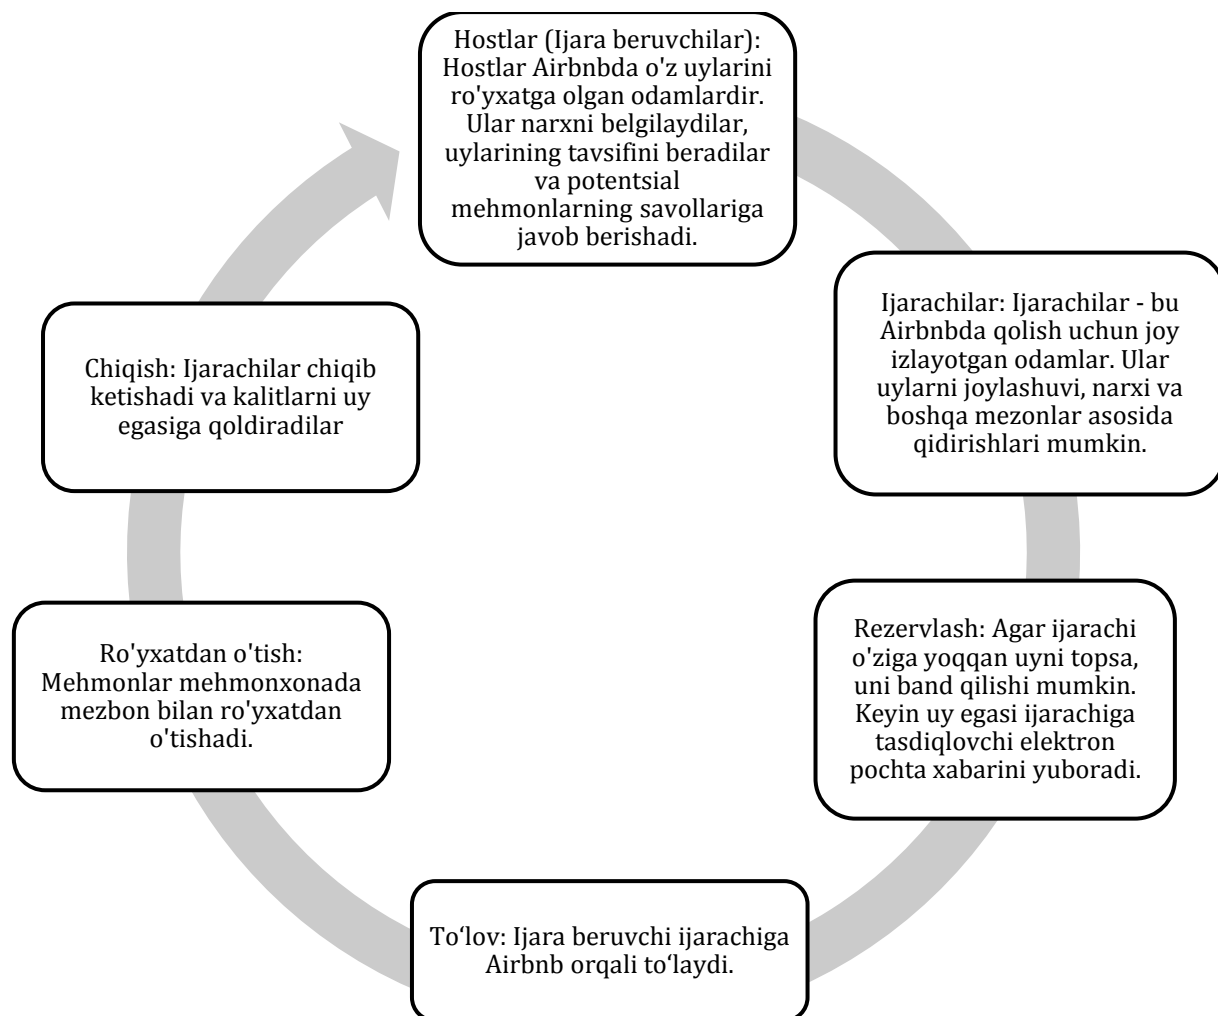 Hostlar (Ijara beruvchilar):
Hostlar Airbnbda o'z uylarini
ro'yxatga olgan odamlardir.
Ular narxni belgilaydilar,
uylarining tavsifini beradilar
va potentsial
mehmonlarning savollariga
javob berishadi.
Ijarachilar: Ijarachilar - bu
Airbnbda qolish uchun joy
izlayotgan odamlar. Ular
uylarni joylashuvi, narxi va
boshqa mezonlar asosida
qidirishlari mumkin.
Rezervlash: Agar ijarachi
o'ziga yoqqan uyni topsa,
uni band qilishi mumkin.
Keyin uy egasi ijarachiga
tasdiqlovchi elektron
pochta xabarini yuboradi.
To‘lov: Ijara beruvchi ijarachiga
Airbnb orqali to‘laydi.
Ro'yxatdan o'tish:
Mehmonlar mehmonxonada
mezbon bilan ro'yxatdan
o'tishadi.
Chiqish: Ijarachilar chiqib
ketishadi va kalitlarni uy
egasiga qoldiradilar